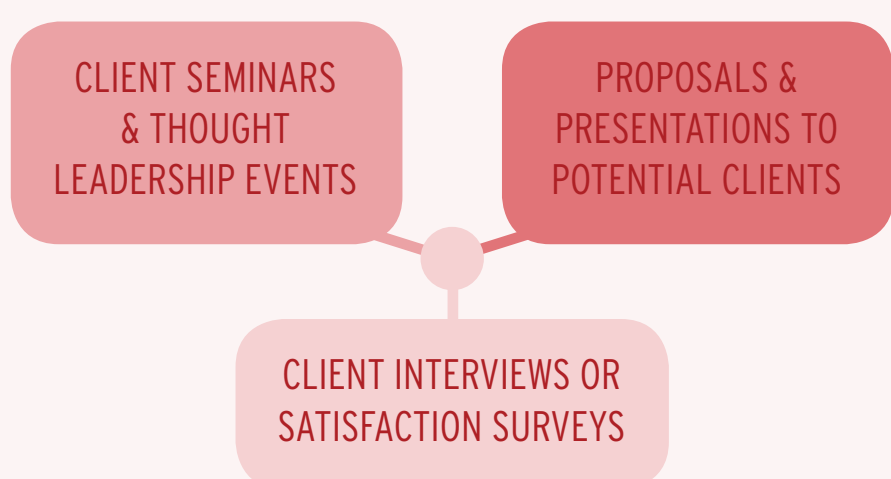 CLIENT SEMINARS
& THOUGHT
LEADERSHIP EVENTS
PROPOSALS &
PRESENTATIONS TO
POTENTIAL CLIENTS
CLIENT INTERVIEWS OR
SATISFACTION SURVEYS